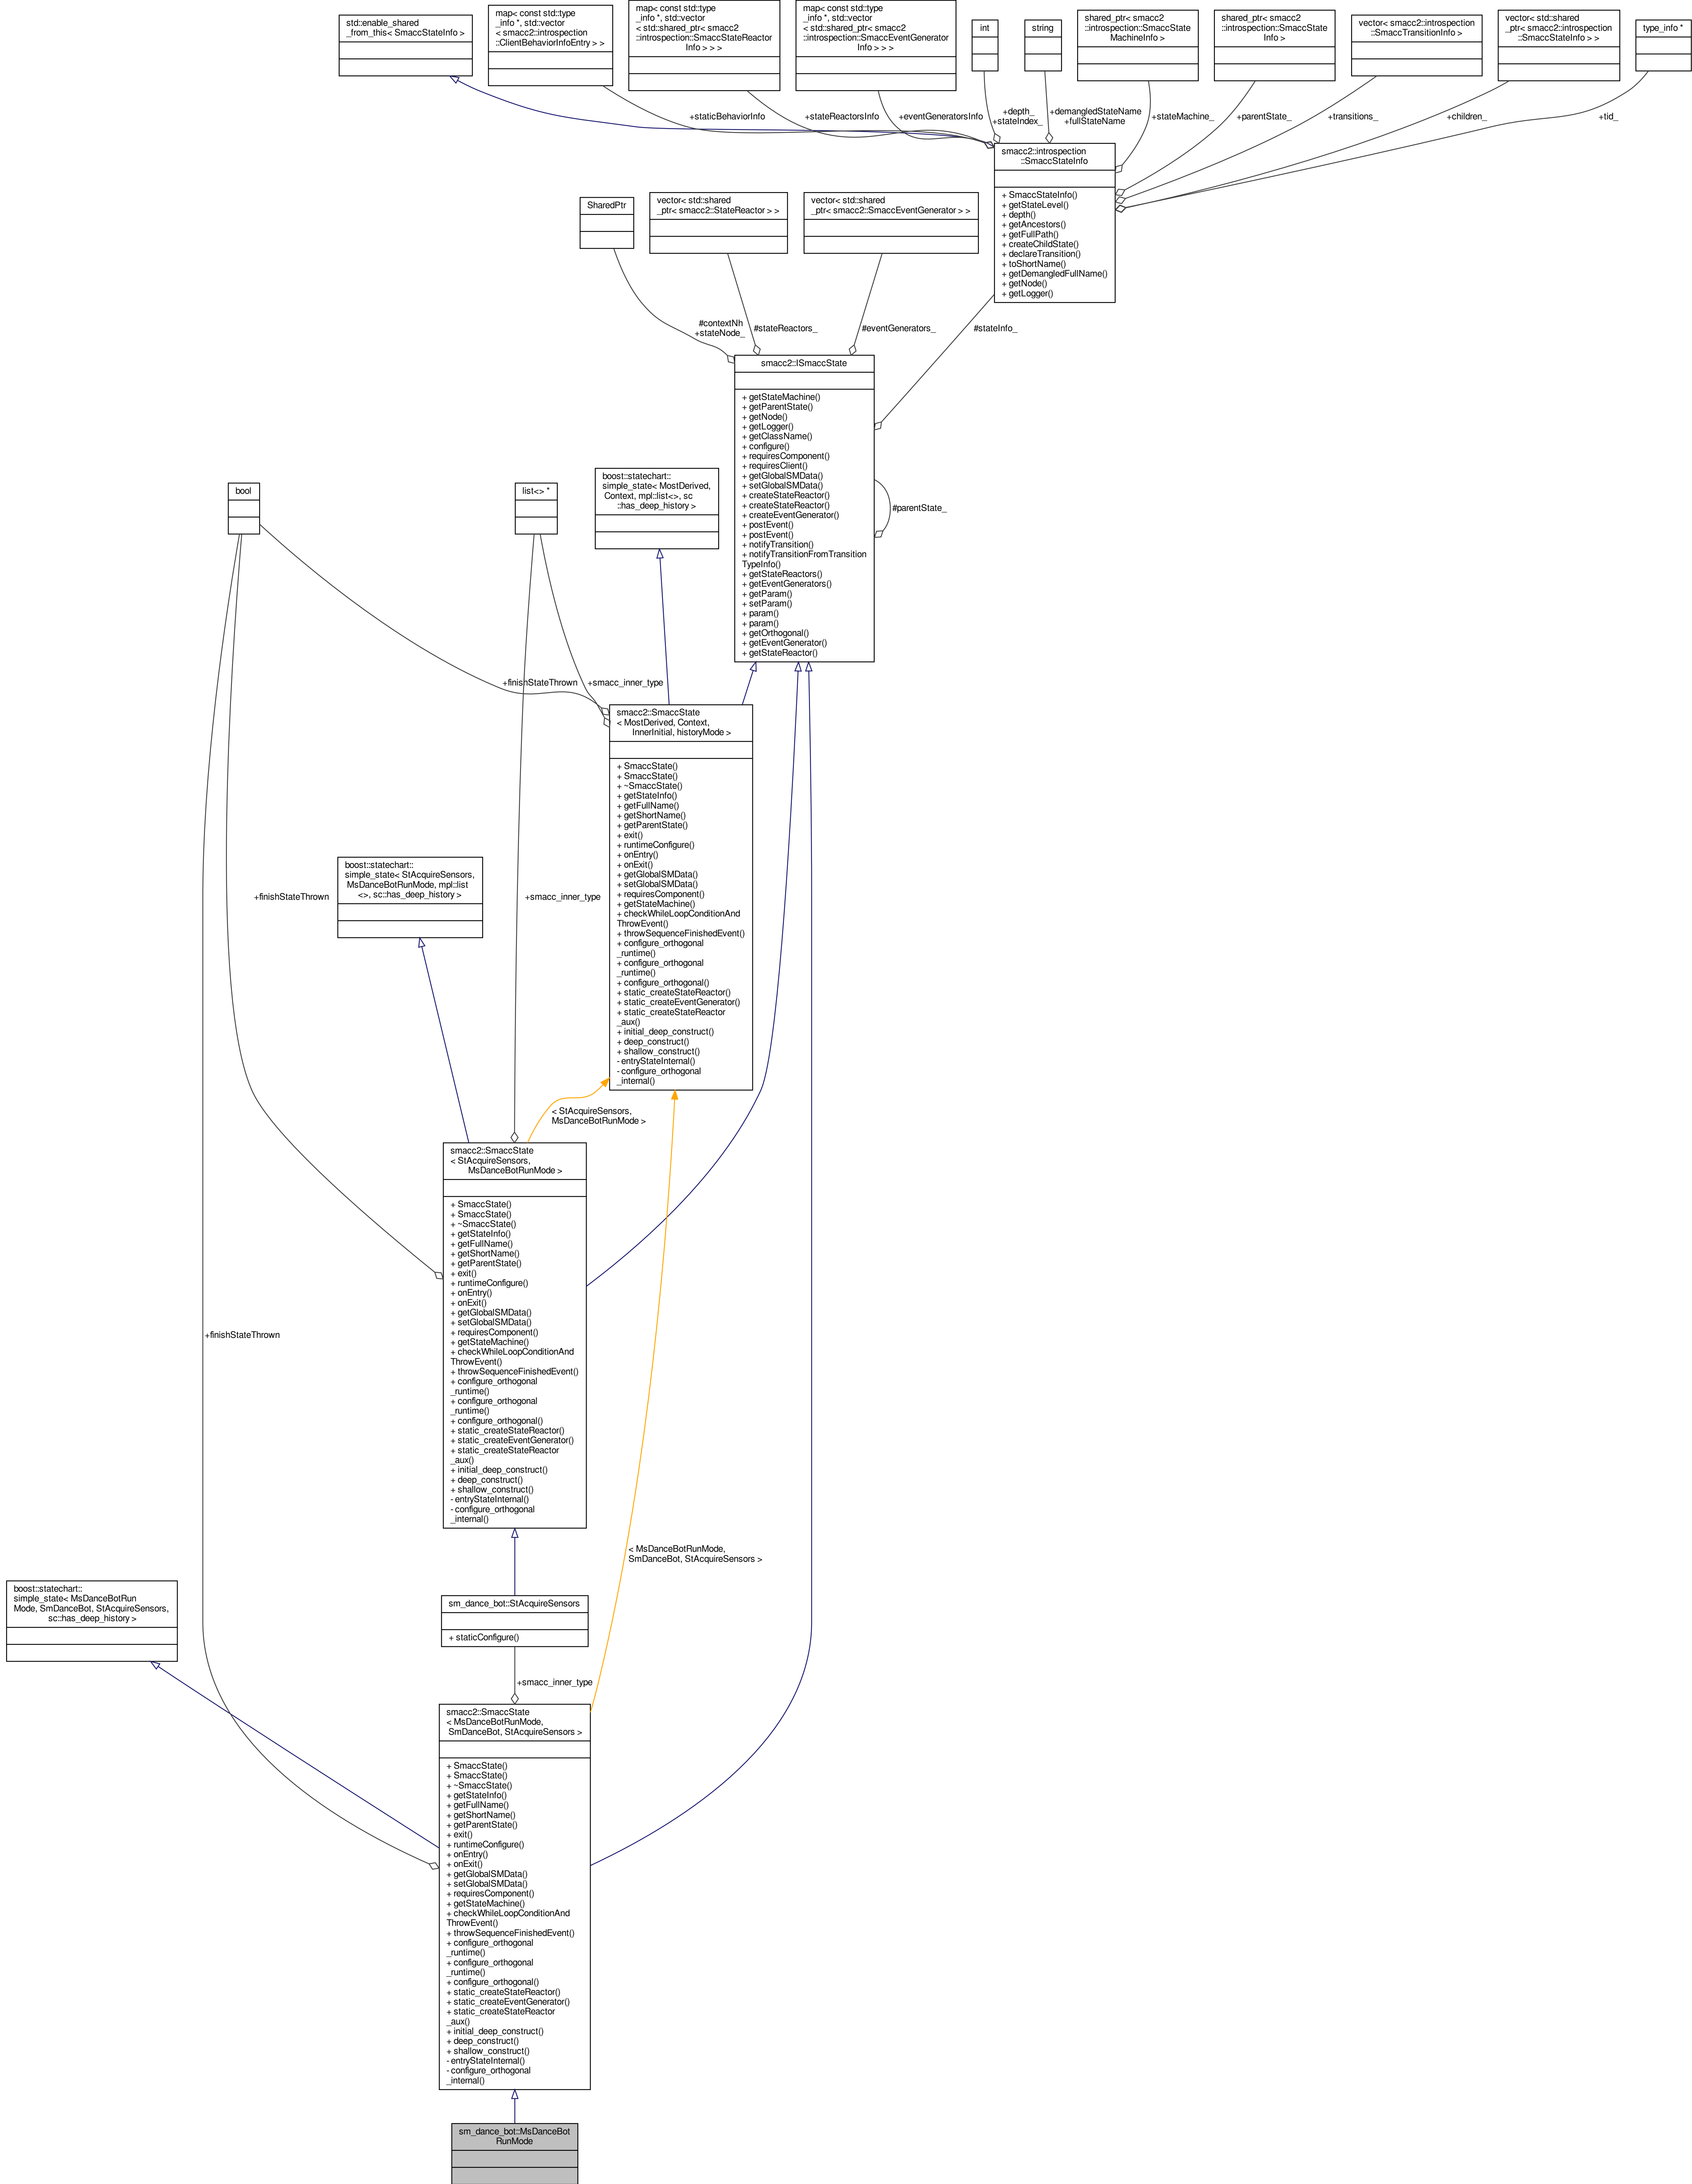 std::enable_shared
_from_this< SmaccStateInfo >
map< const std::type
_info *, std::vector
< smacc2::introspection
::ClientBehaviorInfoEntry > >
map< const std::type
_info *, std::vector
< std::shared_ptr< smacc2
::introspection::SmaccStateReactor
Info > > >
map< const std::type
_info *, std::vector
< std::shared_ptr< smacc2
::introspection::SmaccEventGenerator
Info > > >
int
string
shared_ptr< smacc2
::introspection::SmaccState
MachineInfo >
shared_ptr< smacc2
::introspection::SmaccState
Info >
vector< smacc2::introspection
::SmaccTransitionInfo >
vector< std::shared
_ptr< smacc2::introspection
::SmaccStateInfo > >
type_info *
+staticBehaviorInfo
+stateReactorsInfo
+eventGeneratorsInfo
+depth_
+stateIndex_
+demangledStateName
+fullStateName
+stateMachine_
+parentState_
+transitions_
+children_
+tid_
smacc2::introspection
::SmaccStateInfo
+ SmaccStateInfo()
+ getStateLevel()
+ depth()
+ getAncestors()
+ getFullPath()
+ createChildState()
+ declareTransition()
+ toShortName()
+ getDemangledFullName()
+ getNode()
+ getLogger()
SharedPtr
vector< std::shared
_ptr< smacc2::StateReactor > >
vector< std::shared
_ptr< smacc2::SmaccEventGenerator > >
#contextNh
+stateNode_
#stateReactors_
#eventGenerators_
#stateInfo_
smacc2::ISmaccState
+ getStateMachine()
+ getParentState()
+ getNode()
+ getLogger()
+ getClassName()
+ configure()
+ requiresComponent()
+ requiresClient()
+ getGlobalSMData()
+ setGlobalSMData()
+ createStateReactor()
+ createStateReactor()
+ createEventGenerator()
+ postEvent()
+ postEvent()
+ notifyTransition()
+ notifyTransitionFromTransition
TypeInfo()
+ getStateReactors()
+ getEventGenerators()
+ getParam()
+ setParam()
+ param()
+ param()
+ getOrthogonal()
+ getEventGenerator()
+ getStateReactor()
#parentState_
bool
list<> *
boost::statechart::
simple_state< MostDerived,
Context, mpl::list<>, sc
::has_deep_history >
+finishStateThrown
+smacc_inner_type
smacc2::SmaccState
< MostDerived, Context,
InnerInitial, historyMode >
+ SmaccState()
+ SmaccState()
+ ~SmaccState()
+ getStateInfo()
+ getFullName()
+ getShortName()
+ getParentState()
+ exit()
+ runtimeConfigure()
+ onEntry()
+ onExit()
+ getGlobalSMData()
+ setGlobalSMData()
+ requiresComponent()
+ getStateMachine()
+ checkWhileLoopConditionAnd
ThrowEvent()
+ throwSequenceFinishedEvent()
+ configure_orthogonal
_runtime()
+ configure_orthogonal
_runtime()
+ configure_orthogonal()
+ static_createStateReactor()
+ static_createEventGenerator()
+ static_createStateReactor
_aux()
+ initial_deep_construct()
+ deep_construct()
+ shallow_construct()
- entryStateInternal()
- configure_orthogonal
_internal()
boost::statechart::
simple_state< StAcquireSensors,
MsDanceBotRunMode, mpl::list
<>, sc::has_deep_history >
+finishStateThrown
+smacc_inner_type
< StAcquireSensors,
MsDanceBotRunMode >
smacc2::SmaccState
< StAcquireSensors,
MsDanceBotRunMode >
+ SmaccState()
+ SmaccState()
+ ~SmaccState()
+ getStateInfo()
+ getFullName()
+ getShortName()
+ getParentState()
+ exit()
+ runtimeConfigure()
+ onEntry()
+ onExit()
+ getGlobalSMData()
+ setGlobalSMData()
+ requiresComponent()
+ getStateMachine()
+ checkWhileLoopConditionAnd
ThrowEvent()
+ throwSequenceFinishedEvent()
+ configure_orthogonal
_runtime()
+ configure_orthogonal
_runtime()
+ configure_orthogonal()
+ static_createStateReactor()
+ static_createEventGenerator()
+ static_createStateReactor
_aux()
+ initial_deep_construct()
+ deep_construct()
+ shallow_construct()
- entryStateInternal()
- configure_orthogonal
_internal()
+finishStateThrown
< MsDanceBotRunMode,
SmDanceBot, StAcquireSensors >
boost::statechart::
simple_state< MsDanceBotRun
Mode, SmDanceBot, StAcquireSensors,
sc::has_deep_history >
sm_dance_bot::StAcquireSensors
+ staticConfigure()
+smacc_inner_type
smacc2::SmaccState
< MsDanceBotRunMode,
SmDanceBot, StAcquireSensors >
+ SmaccState()
+ SmaccState()
+ ~SmaccState()
+ getStateInfo()
+ getFullName()
+ getShortName()
+ getParentState()
+ exit()
+ runtimeConfigure()
+ onEntry()
+ onExit()
+ getGlobalSMData()
+ setGlobalSMData()
+ requiresComponent()
+ getStateMachine()
+ checkWhileLoopConditionAnd
ThrowEvent()
+ throwSequenceFinishedEvent()
+ configure_orthogonal
_runtime()
+ configure_orthogonal
_runtime()
+ configure_orthogonal()
+ static_createStateReactor()
+ static_createEventGenerator()
+ static_createStateReactor
_aux()
+ initial_deep_construct()
+ deep_construct()
+ shallow_construct()
- entryStateInternal()
- configure_orthogonal
_internal()
sm_dance_bot::MsDanceBot
RunMode